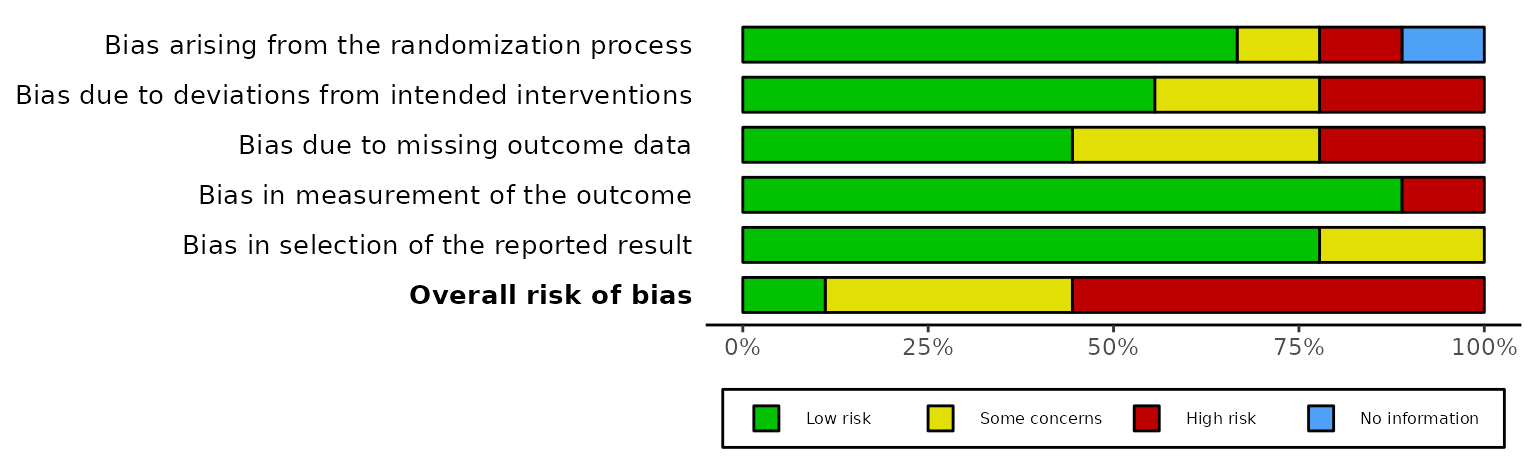 Bias arising from the randomization process
Bias due to deviations from intended interventions
Bias due to missing outcome data
Bias in measurement of the outcome
Bias in selection of the reported result
Overall risk of bias
0% 25% 50% 75% 100%
Low risk Some concerns High risk No information